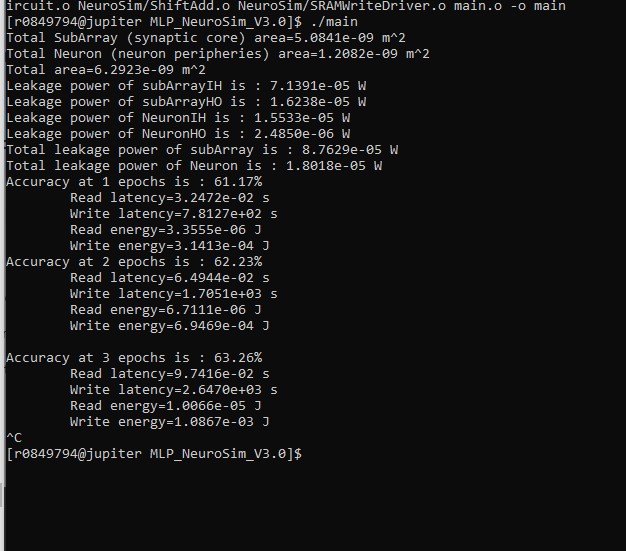 ircuit.o NeuroSim/ShiftAdd.o NeuroSim/SRAMWriteDriver.o main.o -o main
[r0849794@jupiter MLP_NeuroSim_V3.0]$ ./main
Total SubArray (synaptic core) area=5.0841e-09 m^2
Total Neuron (neuron peripheries) area=1.2082e-09 m^2
Total area=6.2923e-09 m^2
Leakage power of subArrayIH is : 7.1391e-05 W
Leakage power of subArrayHO is : 1.6238e-05 W
Leakage power of NeuronIH is : 1.5533e-05 W
Leakage power of NeuronHO is : 2.4850e-06 W
Total leakage power of subArray is : 8.7629e-05 W
Total leakage power of Neuron is : 1.8018e-05 W
Accuracy at 1 epochs is : 61.17%
Read latency=3.2472e-02 s
Write latency=7.8127e+02 s
Read energy=3.3555e-06 J
Write energy=3.1413e-04 J
Accuracy at 2 epochs is : 62.23%
Read latency=6.4944e-02 s
Write latency=1.7051e+03 s
Read energy=6.7111e-06 J
Write energy=6.9469e-04 J
Accuracy at 3 epochs is : 63.26%
Read latency=9.7416e-02 s
Write latency=2.6470e+03 s
Read energy=1.0066e-05 J
Write energy=1.0867e-03 J
^C
[r0849794@jupiter MLP_NeuroSim_V3.0]$